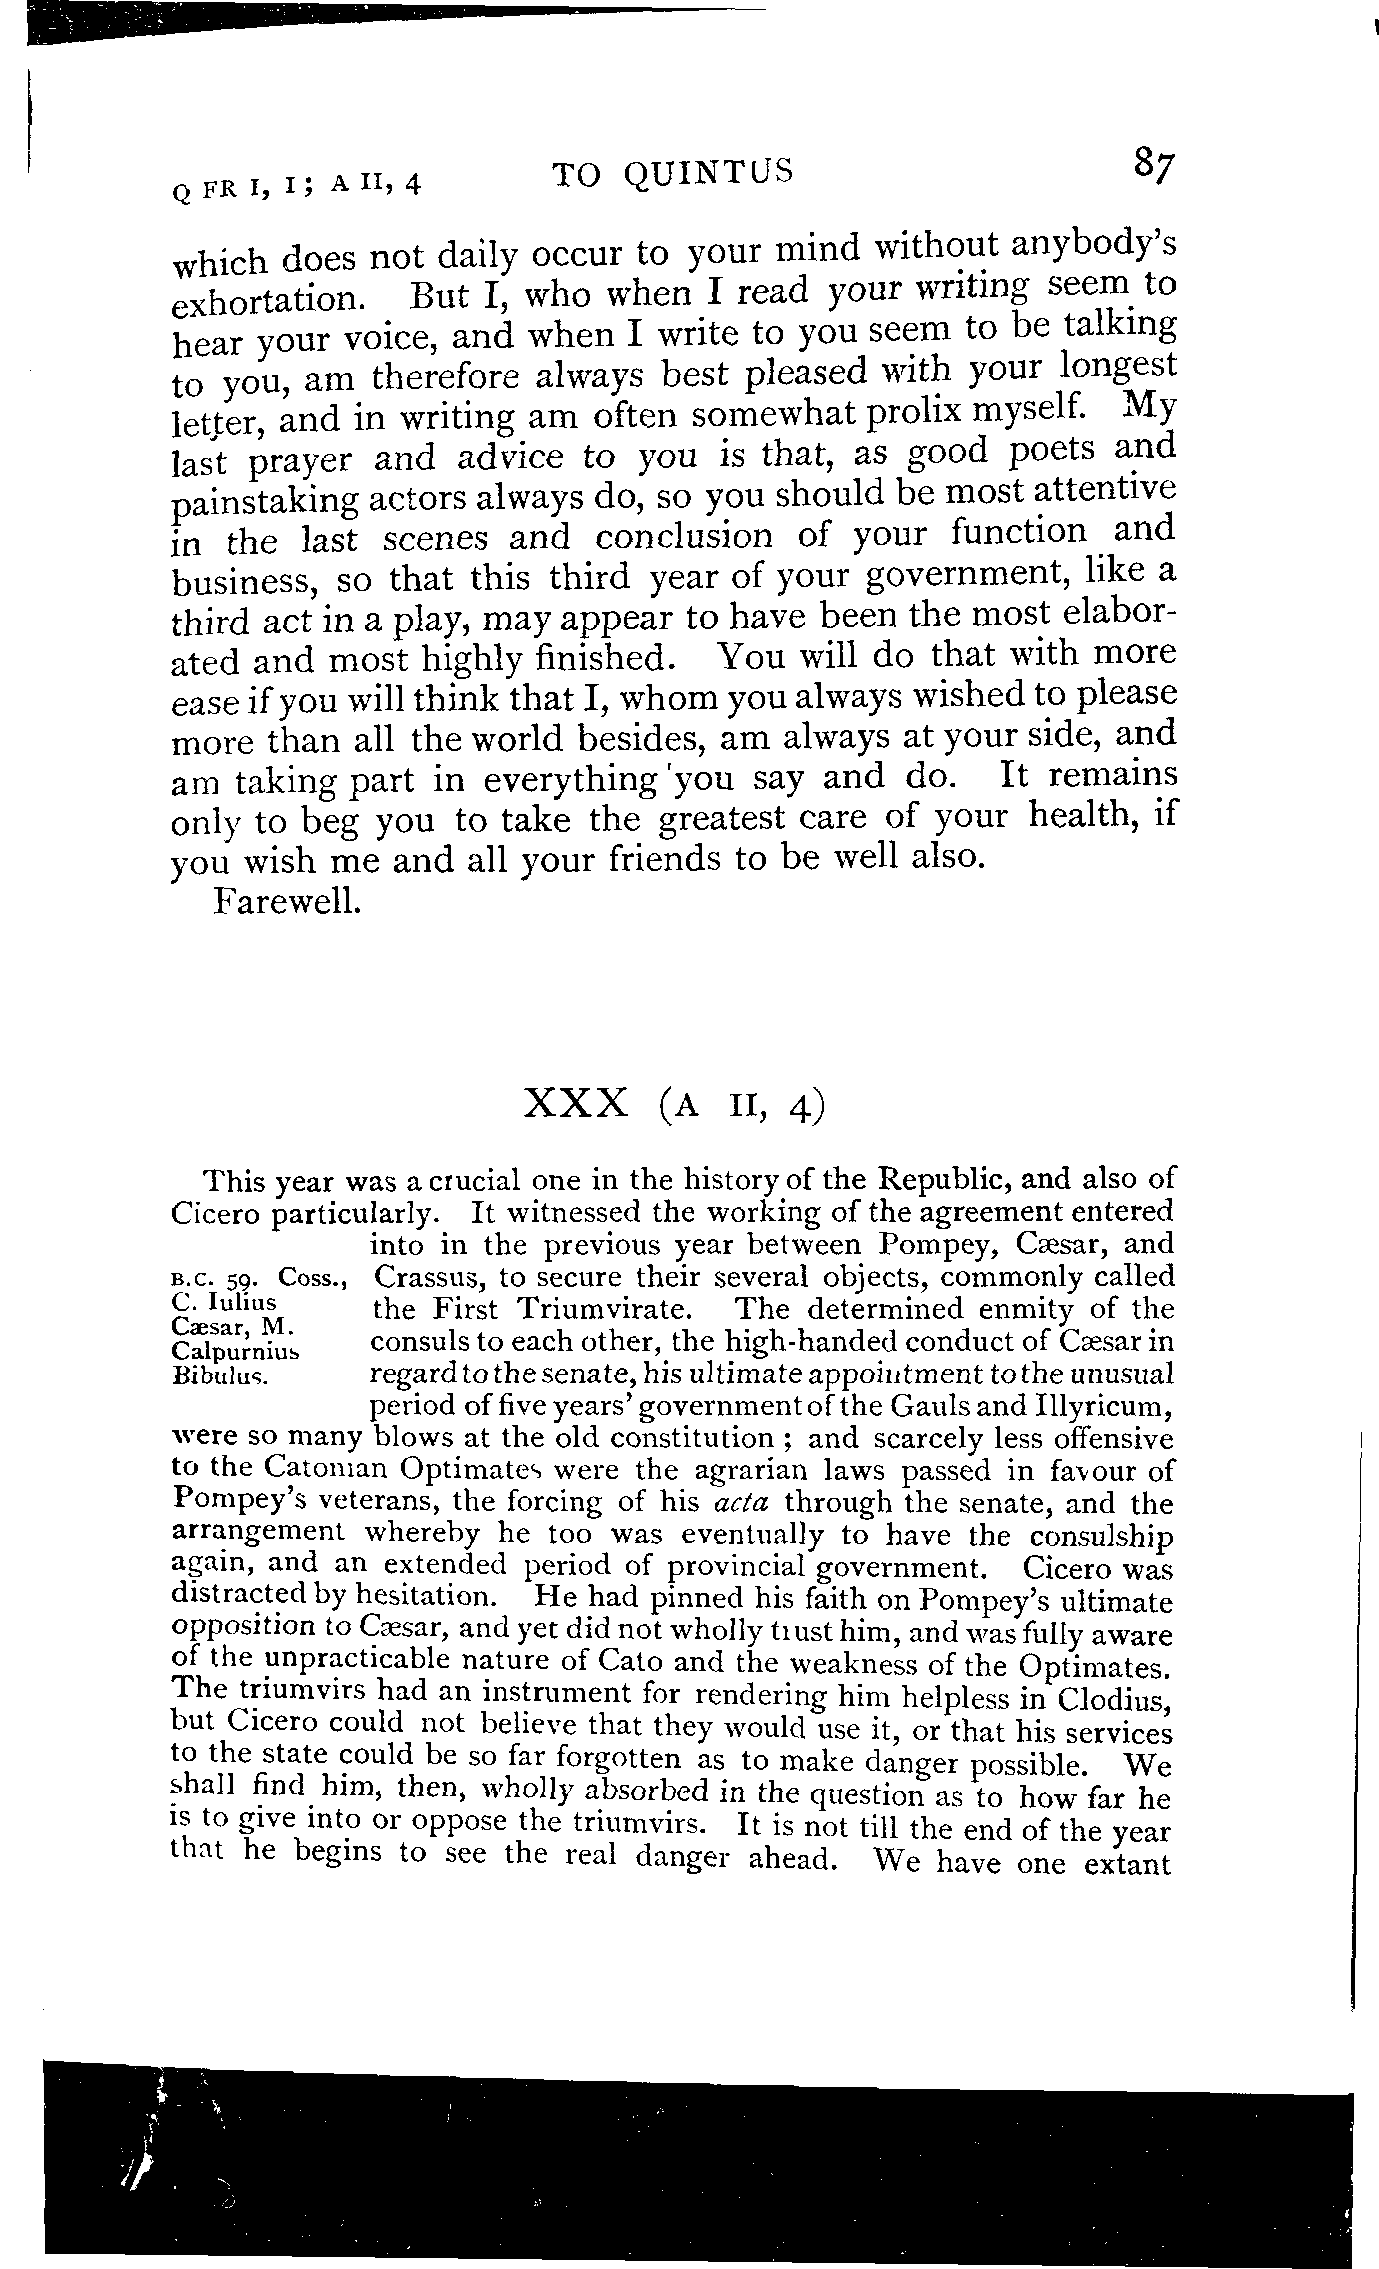 Q FR I, I; A II, 4 TO QUINTUS 87
which does not daily occur to your mind without anybody's
exhortation. But I, who when I read your writing seem to
hear your voice, and when I write to you seem to be talking
to you, am therefore always best pleased with your longest
letter, and in writing am often somewhat prolix myself. My
last prayer and advice to you is that, as good poets and
painstaking actors always do, so you should be most attentive
in the last scenes and conclusion of your function and
business, so that this third year of your government, like a
third act in a play, may appear to have been the most elabor-
ated and most highly finished. You will do that with more
ease if you will think that I, whom you always wished to please
more than all the world besides, am always at your side, and
am taking part in everything you say and do. It remains
only to beg you to take the greatest care of your health, if
you wish me and all your friends to be well also.
Farewell.
XXX (A II, 4)
This year was a crucial one in the history of the Republic, and also of
Cicero particularly. It witnessed the working of the agreement entered
into in the previous year between Pompey, Cæsar, and
B.C. 59. Coss., Crassus, to secure their several objects, commonly called
C. Iulius the First Triumvirate. The determined enmity of the
Cæsar, M.
Calpurnius consuls to each other, the high-handed conduct of Cæsar in
Bibulus. regard to the senate, his ultimate appointment to the unusual
period of five years' government of the Gauls and Illyricum,
were so many blows at the old constitution; and scarcely less offensive
to the Catonian Optimates were the agrarian laws passed in favour of
Pompey's veterans, the forcing of his acta through the senate, and the
arrangement whereby he too was eventually to have the consulship
again, and an extended period of provincial government. Cicero was
distracted by hesitation. He had pinned his faith on Pompey's ultimate
opposition to Cæsar, and yet did not wholly trust him, and was fully aware
of the unpracticable nature of Cato and the weakness of the Optimates.
The triumvirs had an instrument for rendering him helpless in Clodius,
but Cicero could not believe that they would use it, or that his services
to the state could be so far forgotten as to make danger possible. We
shall find him, then, wholly absorbed in the question as to how far he
is to give into or oppose the triumvirs. It is not till the end of the year
that he begins to see the real danger ahead. We have one extant